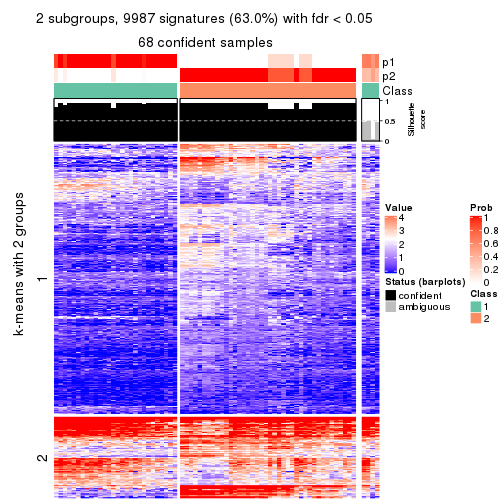 2 subgroups, 9987 signatures (63.0%) with fdr < 0.05
68 confident samples
p1
p2
Class
1
0.5
0
Silhouette
score
k-means with 2 groups
1
2
Value
4
3
2
1
0
Status (barplots)
confident
ambiguous
Prob
1
0.8
0.6
0.4
0.2
0
Class
1
2